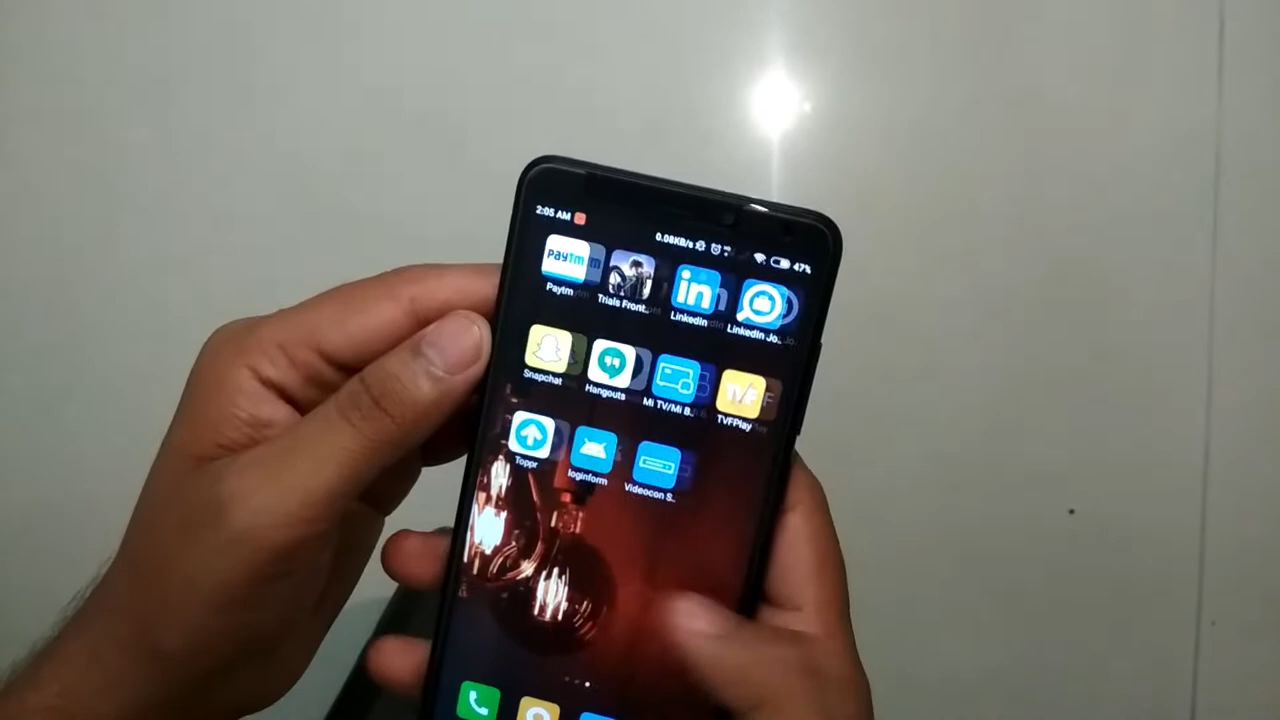 2:05 AM
0.08KB/s
47%
Paytm
Paytm
Trials Front..
in
LinkedIn
LinkedIn Jo..
Snapchat
Hangouts
Mi TV/Mi B..
TVF
TVFPlay
Toppr
loginform
Videocon S..